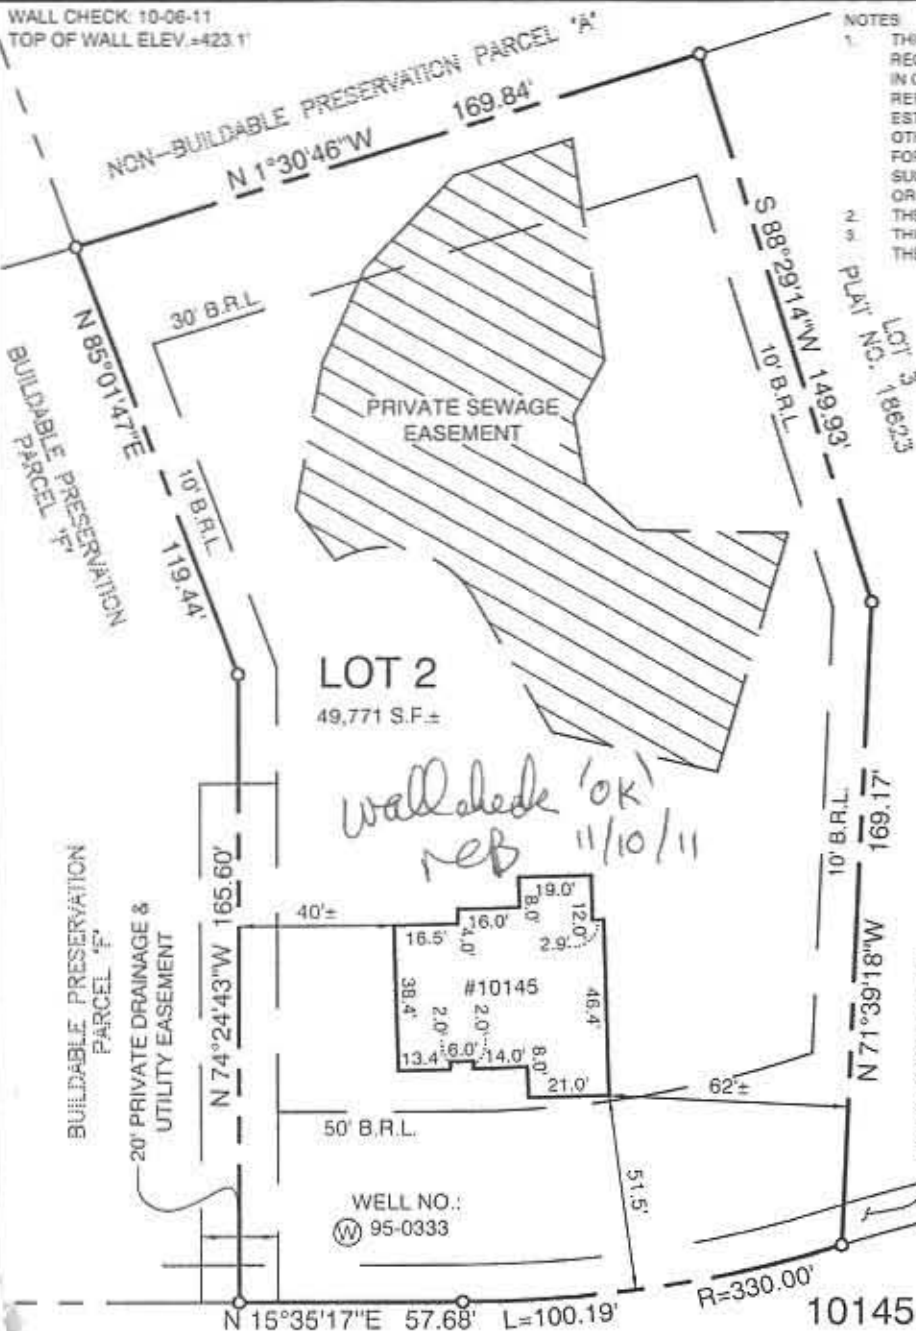 WALL CHECK: 10-06-11
TOP OF WALL ELEV.=423.1'
NOTES
1.
2.
3.
NON-BUILDABLE PRESERVATION PARCEL "A"
N 1°30'46"W 169.84'
S 88°29'14"W 149.93'
LOT 3
PLAT NO. 18623
30' B.R.L.
10' B.R.L.
N 85°01'47"E 119.44'
10' B.R.L.
BUILDABLE PRESERVATION
PARCEL "F"
PRIVATE SEWAGE
EASEMENT
LOT 2
49,771 S.F.±
wall check 'OK'
11/10/11
10' B.R.L.
N 71°39'18"W 169.17'
BUILDABLE PRESERVATION
PARCEL "F"
20' PRIVATE DRAINAGE &
UTILITY EASEMENT
N 74°24'43"W 165.60'
40'±
16.5'
4.0'
16.0'
8.0'
19.0'
12.0'
2.9'
38.4'
#10145
46.4'
2.0'
2.0'
13.4'
6.0'
14.0'
8.0'
21.0'
62'±
50' B.R.L.
51.5'
WELL NO.:
W 95-0333
N 15°35'17"E 57.68' L=100.19' R=330.00'
10145